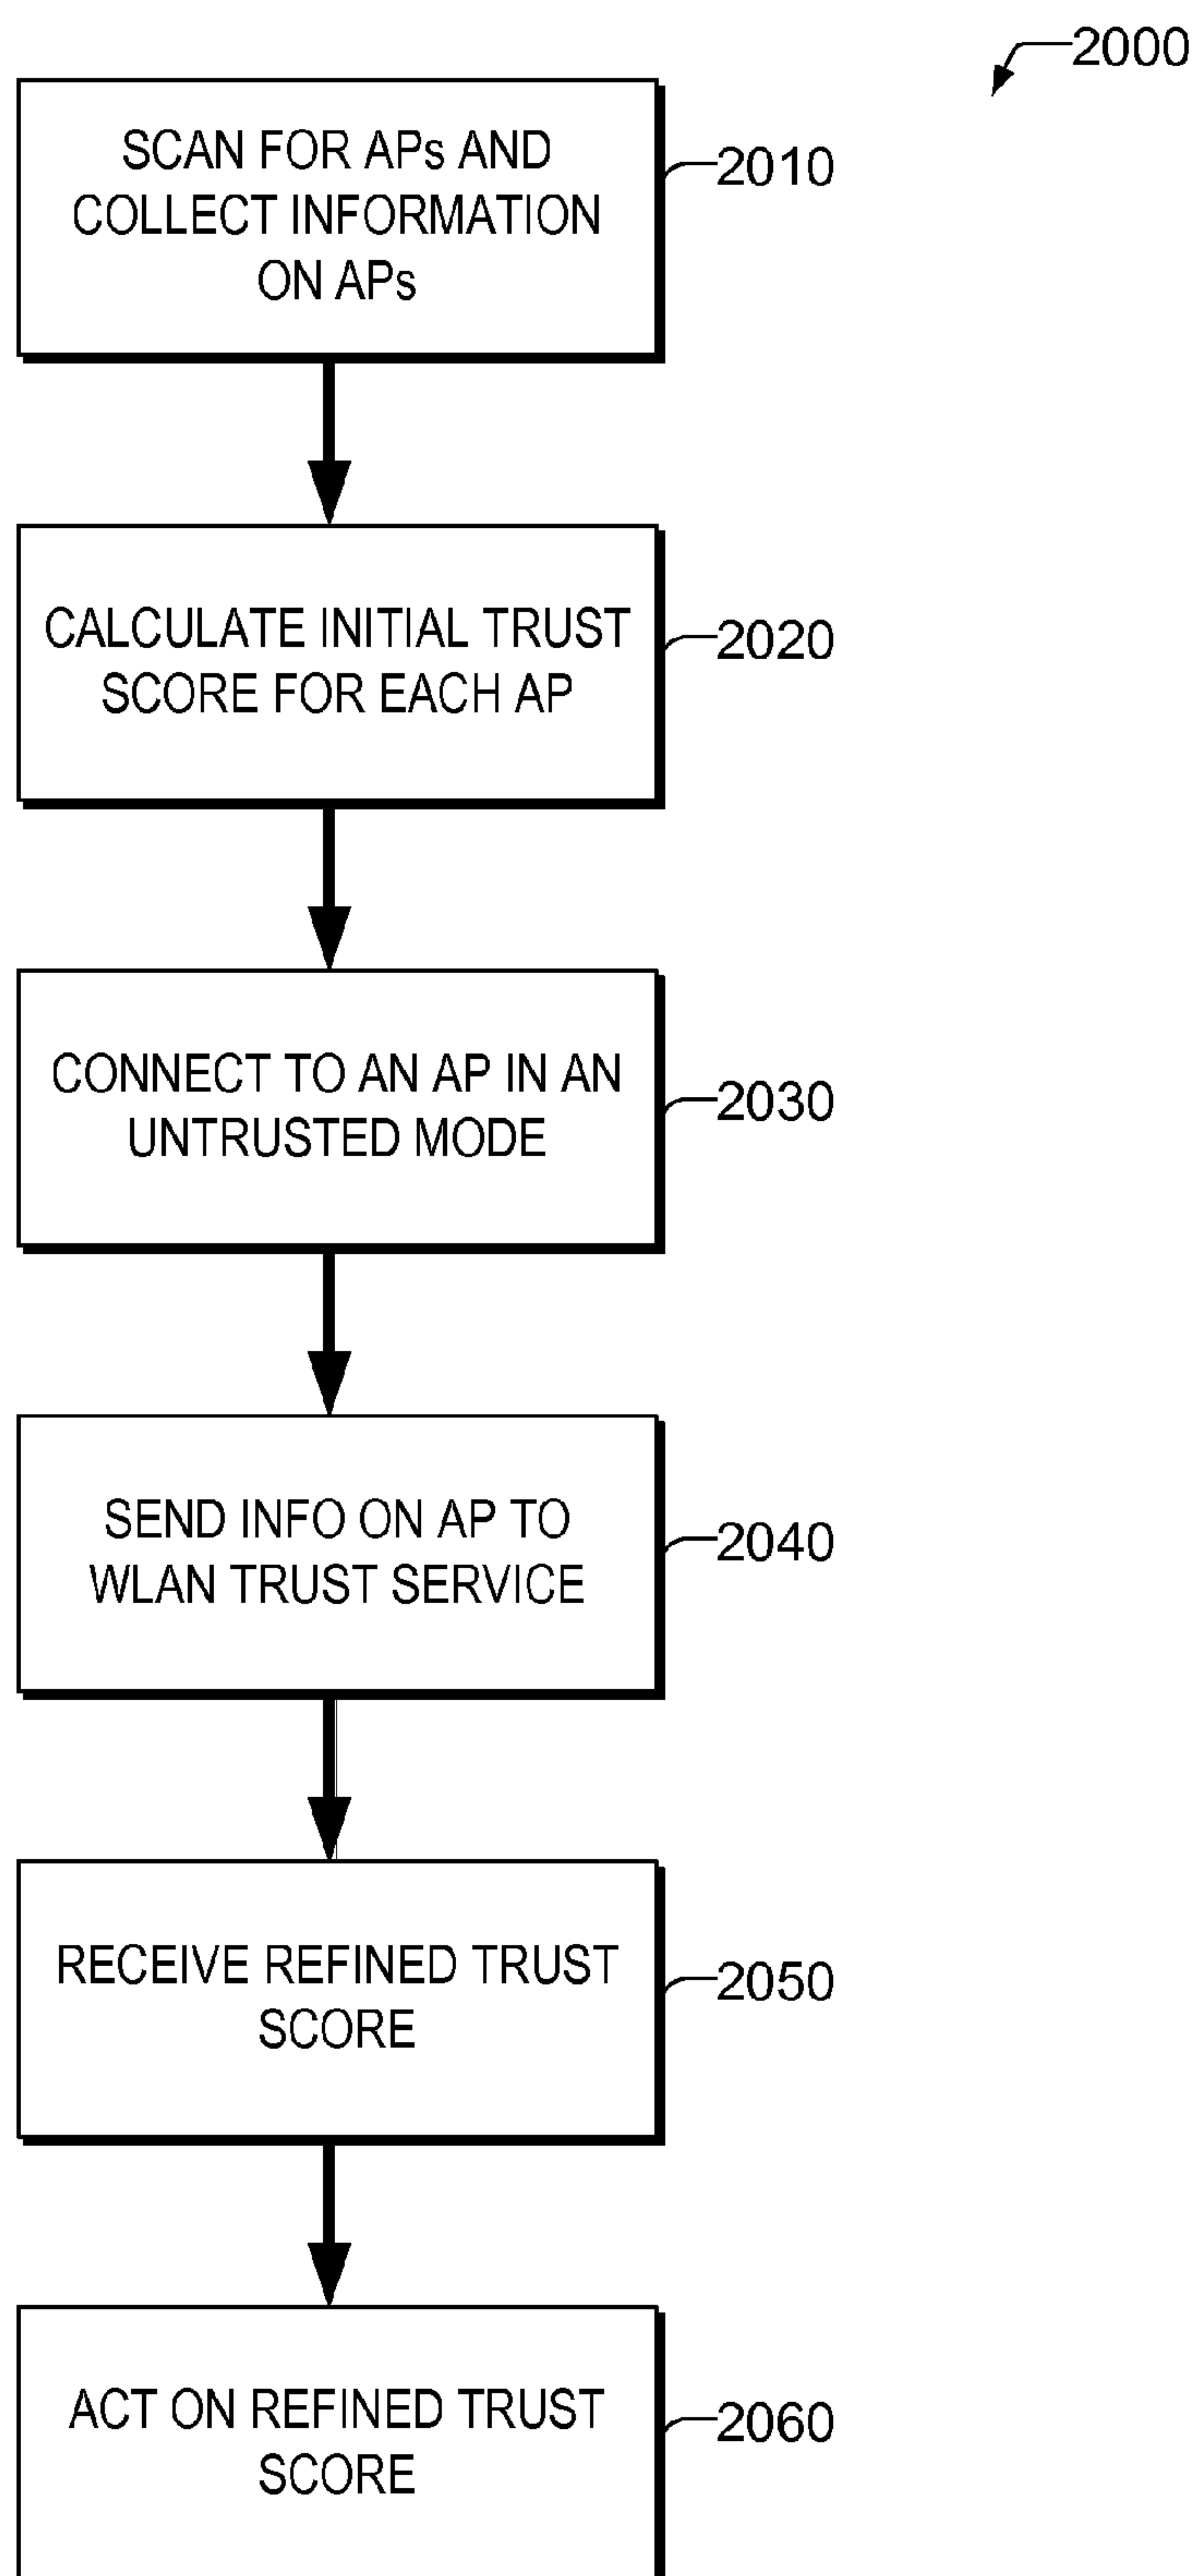 2000
SCAN FOR APs AND
COLLECT INFORMATION
ON APs
2010
CALCULATE INITIAL TRUST
SCORE FOR EACH AP
2020
CONNECT TO AN AP IN AN
UNTRUSTED MODE
2030
SEND INFO ON AP TO
WLAN TRUST SERVICE
2040
RECEIVE REFINED TRUST
SCORE
2050
ACT ON REFINED TRUST
SCORE
2060